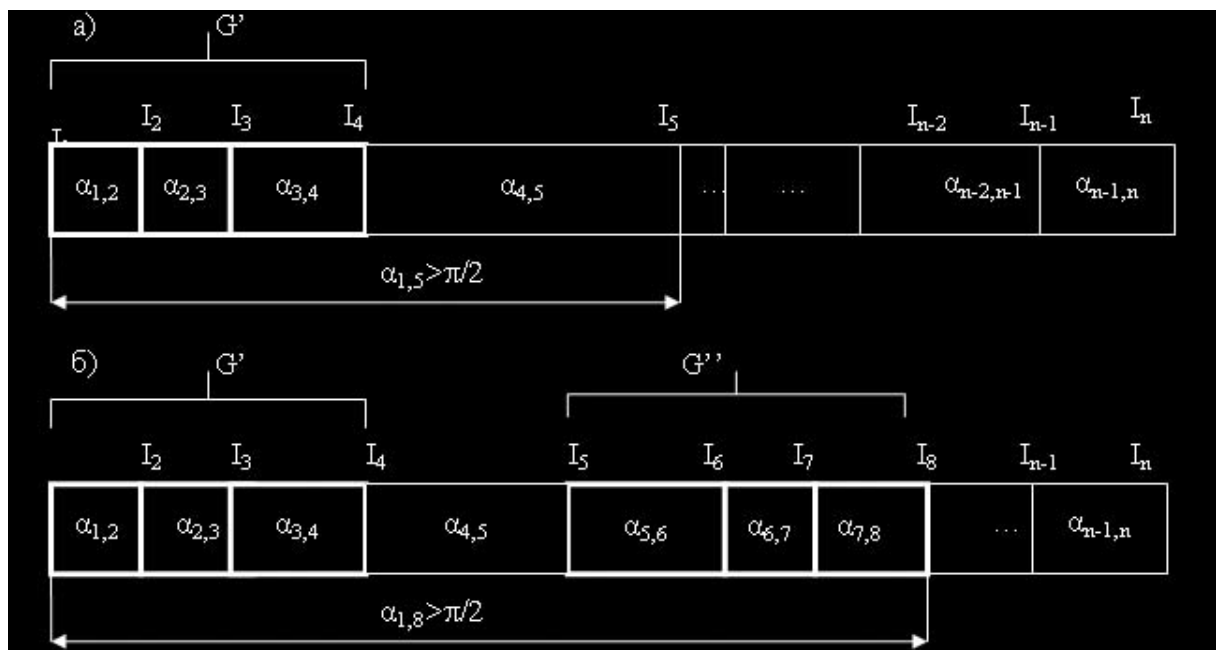 а) G’
I₂ I₃ I₄ I₅ Iₙ₋₂ Iₙ₋₁ Iₙ
α₁,₂ α₂,₃ α₃,₄ α₄,₅ ... ... αₙ₋₂,ₙ₋₁ αₙ₋₁,ₙ
α₁,₅>π/2
б) G’ G’’
I₂ I₃ I₄ I₅ I₆ I₇ I₈ Iₙ₋₁ Iₙ
α₁,₂ α₂,₃ α₃,₄ α₄,₅ α₅,₆ α₆,₇ α₇,₈ ... αₙ₋₁,ₙ
α₁,₈>π/2